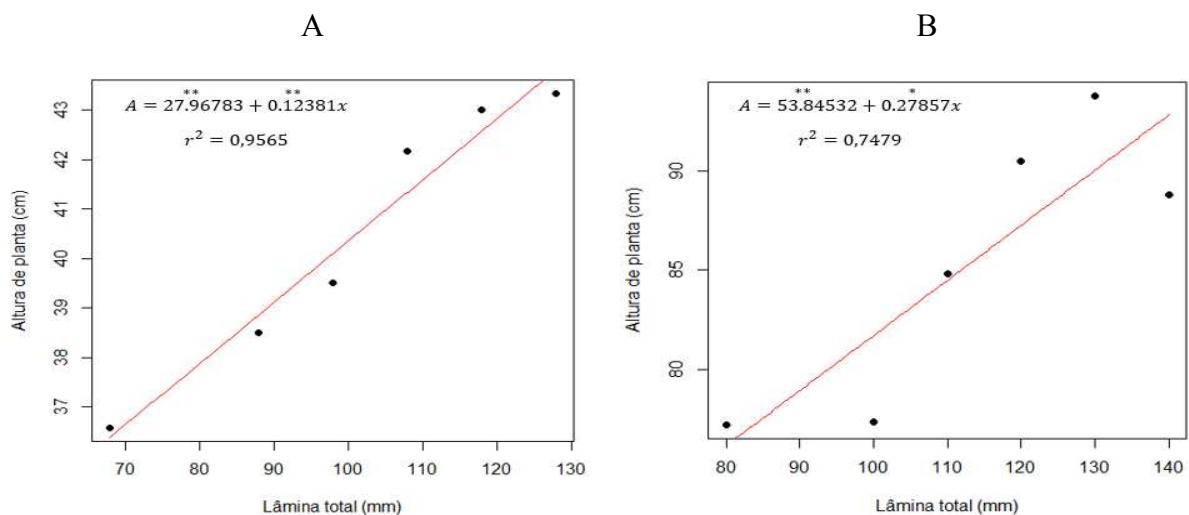 A
** **
A = 27.96783 + 0.12381x
r² = 0,9565
Altura de planta (cm)
43
42
41
40
39
38
37
70 80 90 100 110 120 130
Lâmina total (mm)
B
** *
A = 53.84532 + 0.27857x
r² = 0,7479
Altura de planta (cm)
90
85
80
80 90 100 110 120 130 140
Lâmina total (mm)